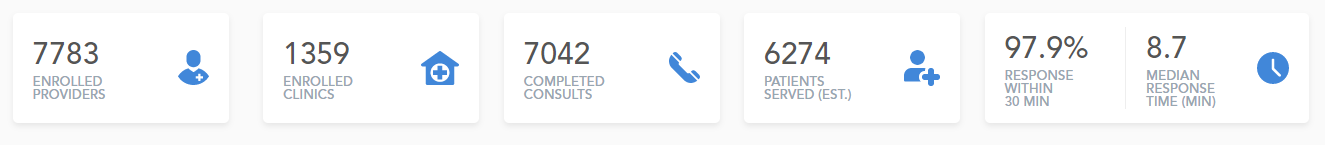 7783
ENROLLED
PROVIDERS
1359
ENROLLED
CLINICS
7042
COMPLETED
CONSULTS
6274
PATIENTS
SERVED (EST.)
97.9%
RESPONSE
WITHIN
30 MIN
8.7
MEDIAN
RESPONSE
TIME (MIN)